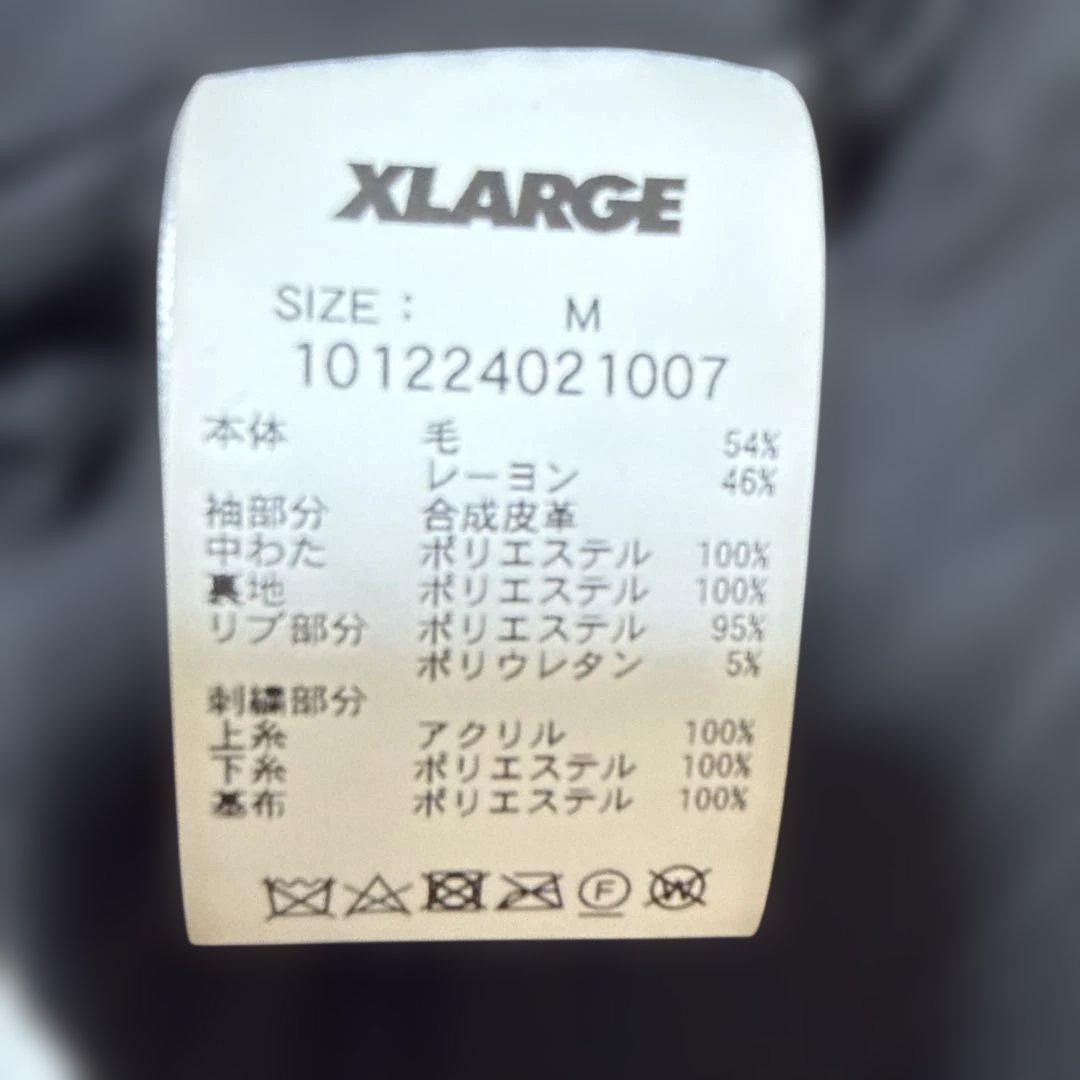 XLARGE
SIZE : M
101224021007
本体 毛 54%
レーヨン 46%
袖部分 合成皮革
中わた ポリエステル 100%
裏地 ポリエステル 100%
リブ部分 ポリエステル 95%
ポリウレタン 5%
刺繍部分
上糸 アクリル 100%
下糸 ポリエステル 100%
基布 ポリエステル 100%
F W